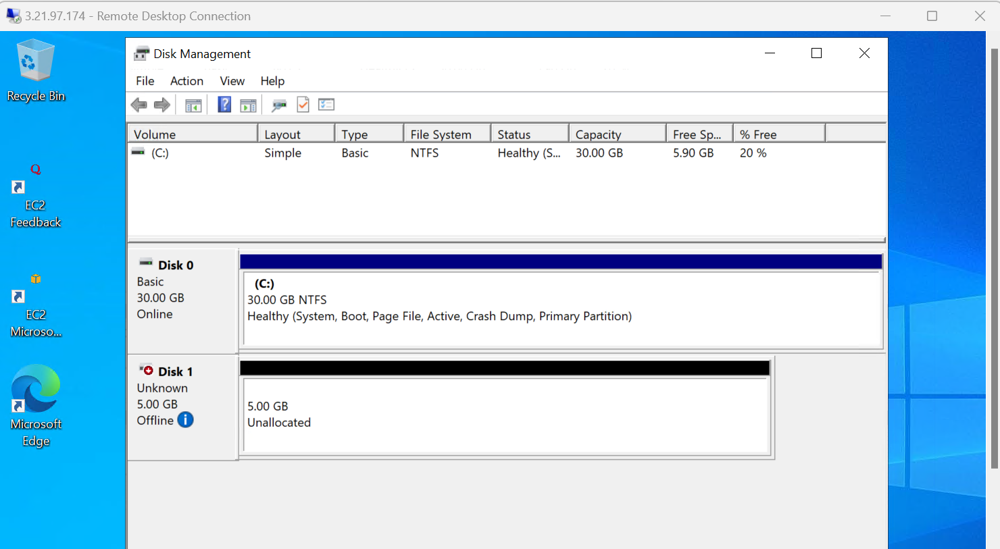 3.21.97.174 - Remote Desktop Connection
Recycle Bin
EC2
Feedback
EC2
Microso...
Microsoft
Edge
Disk Management
File Action View Help
Volume Layout Type File System Status Capacity Free Sp... % Free
(C:) Simple Basic NTFS Healthy (S... 30.00 GB 5.90 GB 20 %
Disk 0
Basic
30.00 GB
Online
(C:)
30.00 GB NTFS
Healthy (System, Boot, Page File, Active, Crash Dump, Primary Partition)
Disk 1
Unknown
5.00 GB
Offline
5.00 GB
Unallocated